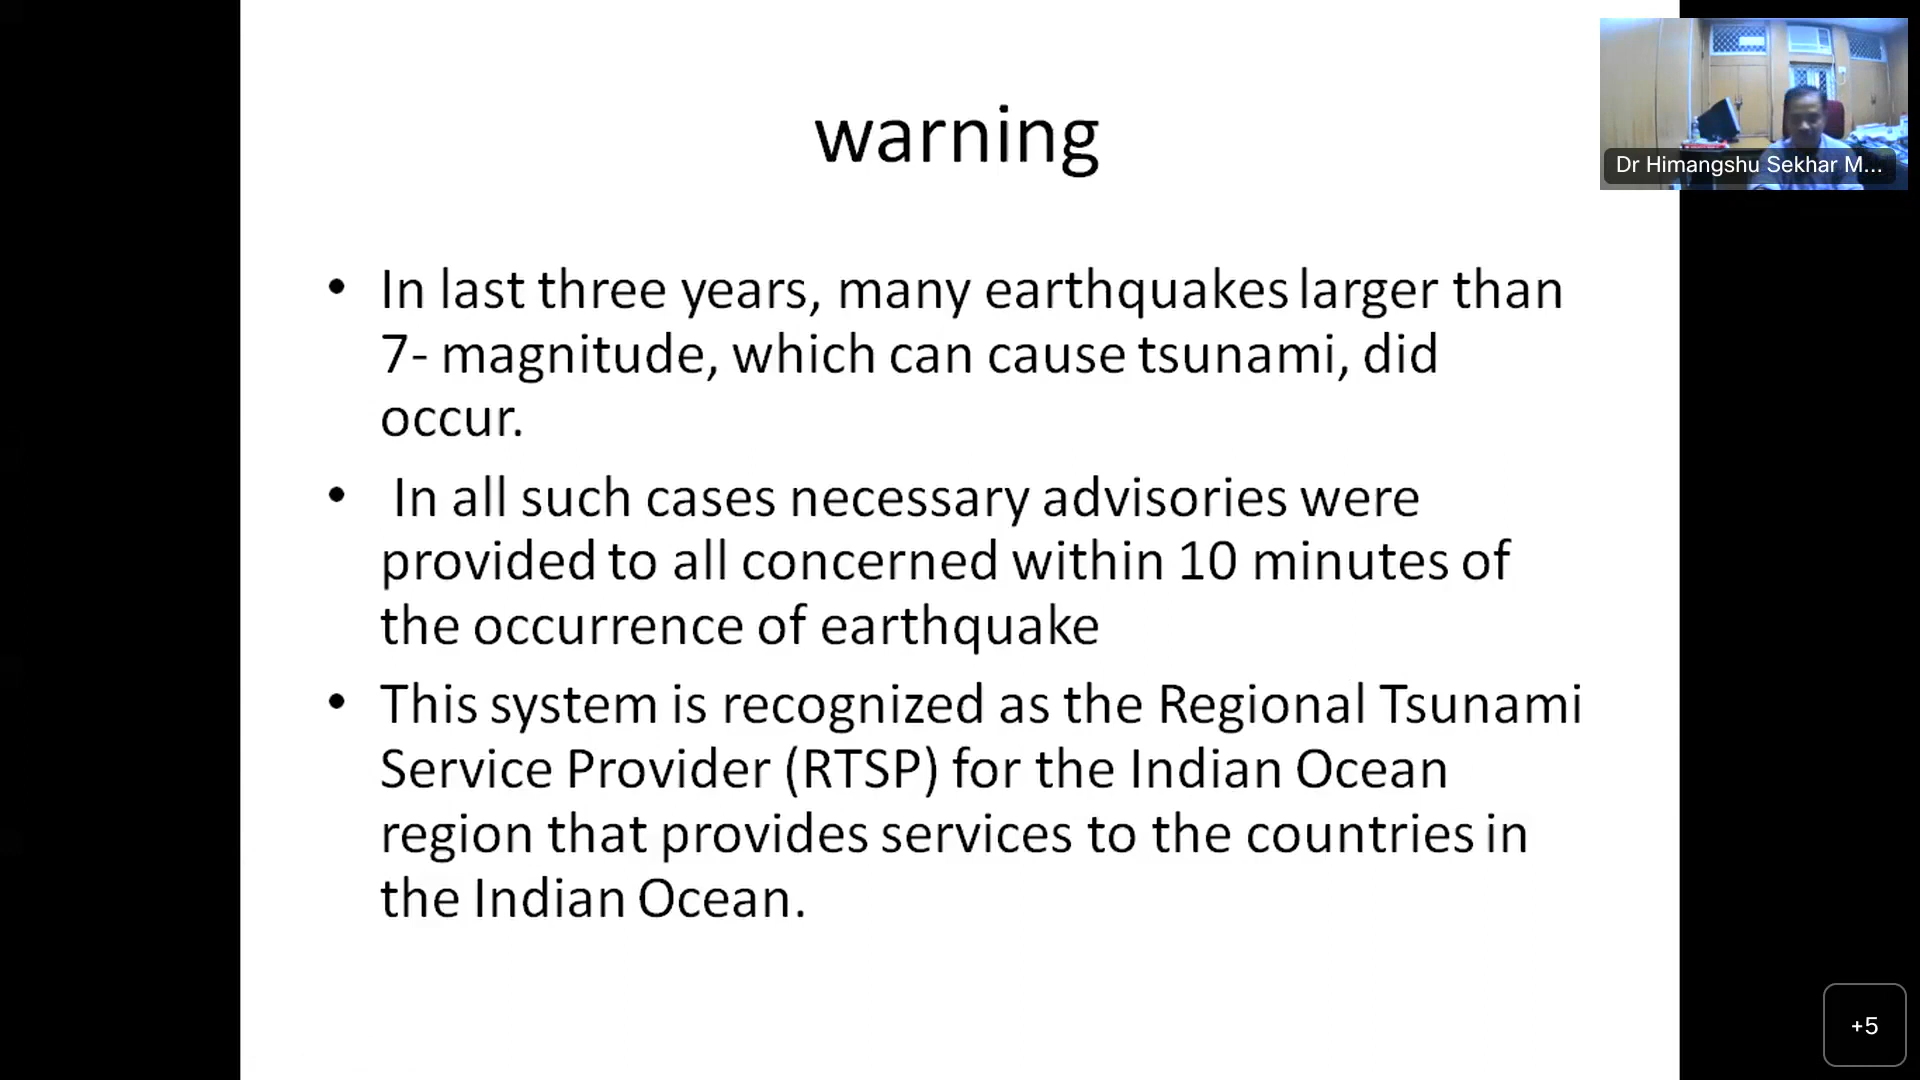 warning
Dr Himangshu Sekhar M...
• In last three years, many earthquakes larger than
7- magnitude, which can cause tsunami, did
occur.
• In all such cases necessary advisories were
provided to all concerned within 10 minutes of
the occurrence of earthquake
• This system is recognized as the Regional Tsunami
Service Provider (RTSP) for the Indian Ocean
region that provides services to the countries in
the Indian Ocean.
+5